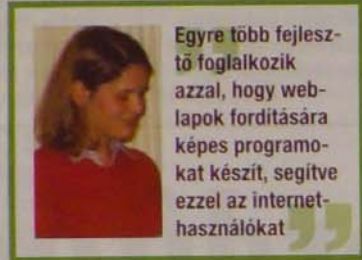 Egyre több fejlesz-
tő foglalkozik
azzal, hogy web-
lapok fordítására
képes programo-
kat készít, segítve
ezzel az internet-
használókat